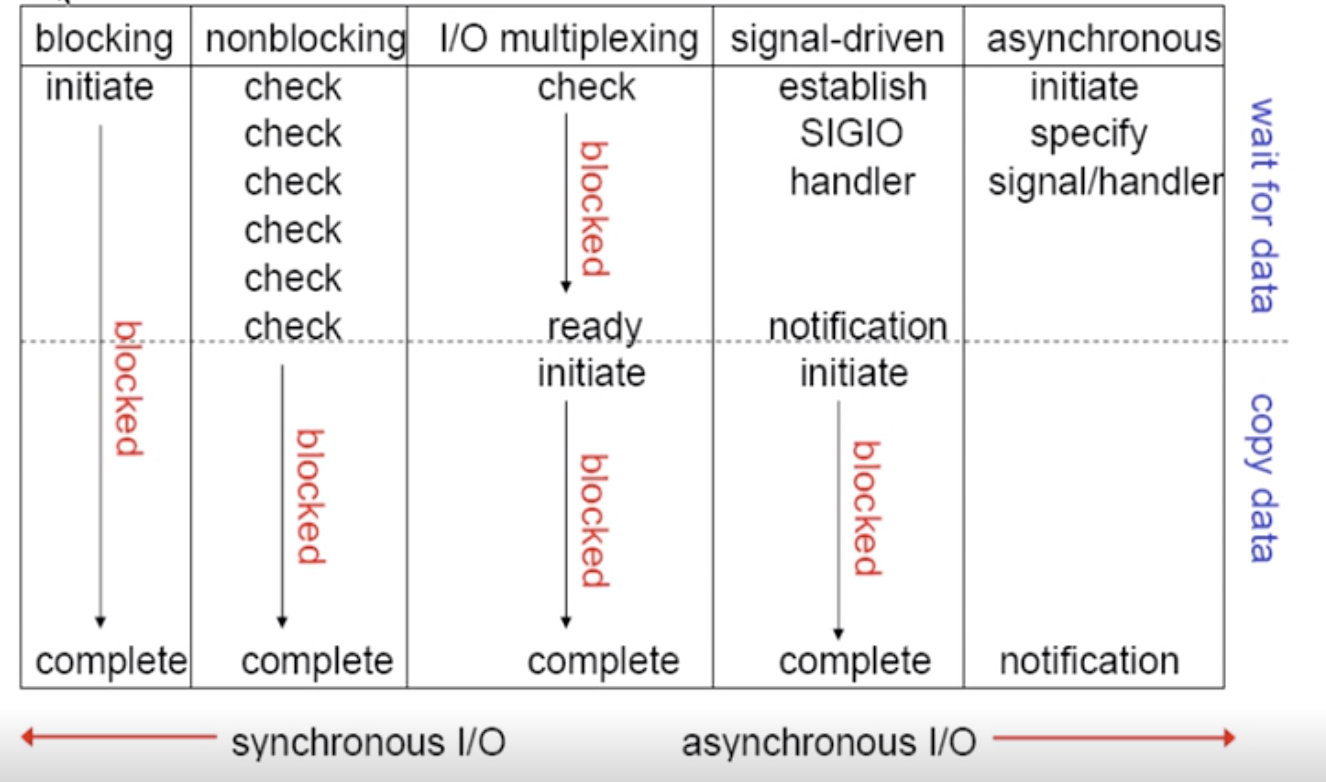 blocking nonblocking I/O multiplexing signal-driven asynchronous
initiate check check establish initiate
check SIGIO specify
check blocked handler signal/handler
check
check
check ready notification
initiate initiate
blocked blocked blocked blocked
complete complete complete complete notification
wait for data
copy data
synchronous I/O asynchronous I/O